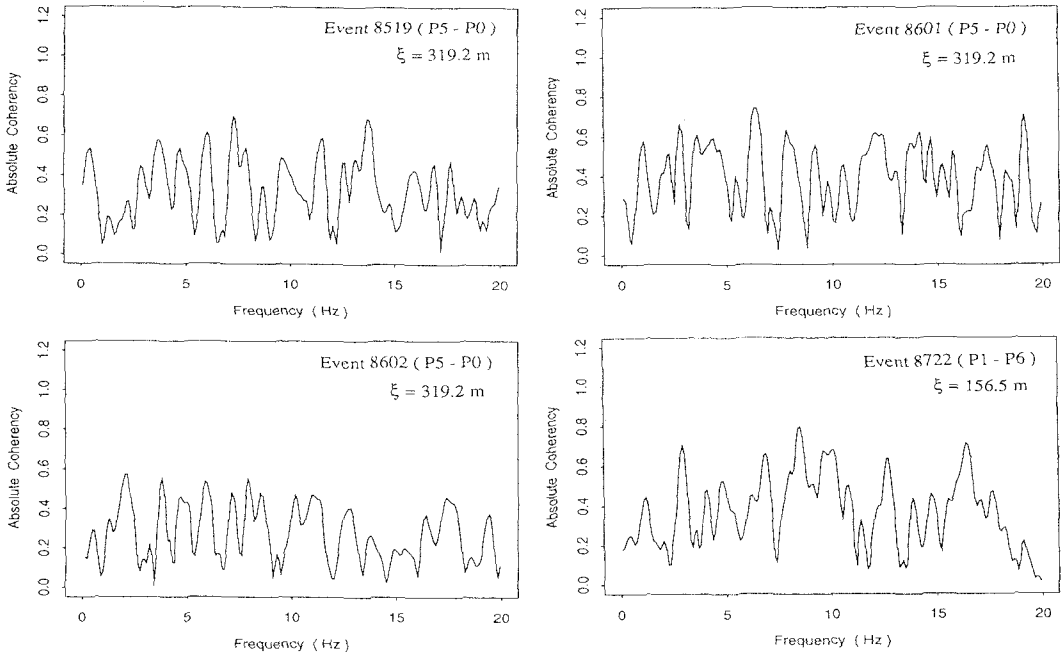 Event 8519 ( P5 - P0 )
ξ = 319.2 m
Absolute Coherency
0.0 0.2 0.4 0.6 0.8 1.0 1.2
0 5 10 15 20
Frequency ( Hz )
Event 8601 ( P5 - P0 )
ξ = 319.2 m
Absolute Coherency
0.0 0.2 0.4 0.6 0.8 1.0 1.2
0 5 10 15 20
Frequency ( Hz )
Event 8602 ( P5 - P0 )
ξ = 319.2 m
Absolute Coherency
0.0 0.2 0.4 0.6 0.8 1.0 1.2
0 5 10 15 20
Frequency ( Hz )
Event 8722 ( P1 - P6 )
ξ = 156.5 m
Absolute Coherency
0.0 0.2 0.4 0.6 0.8 1.0 1.2
0 5 10 15 20
Frequency ( Hz )